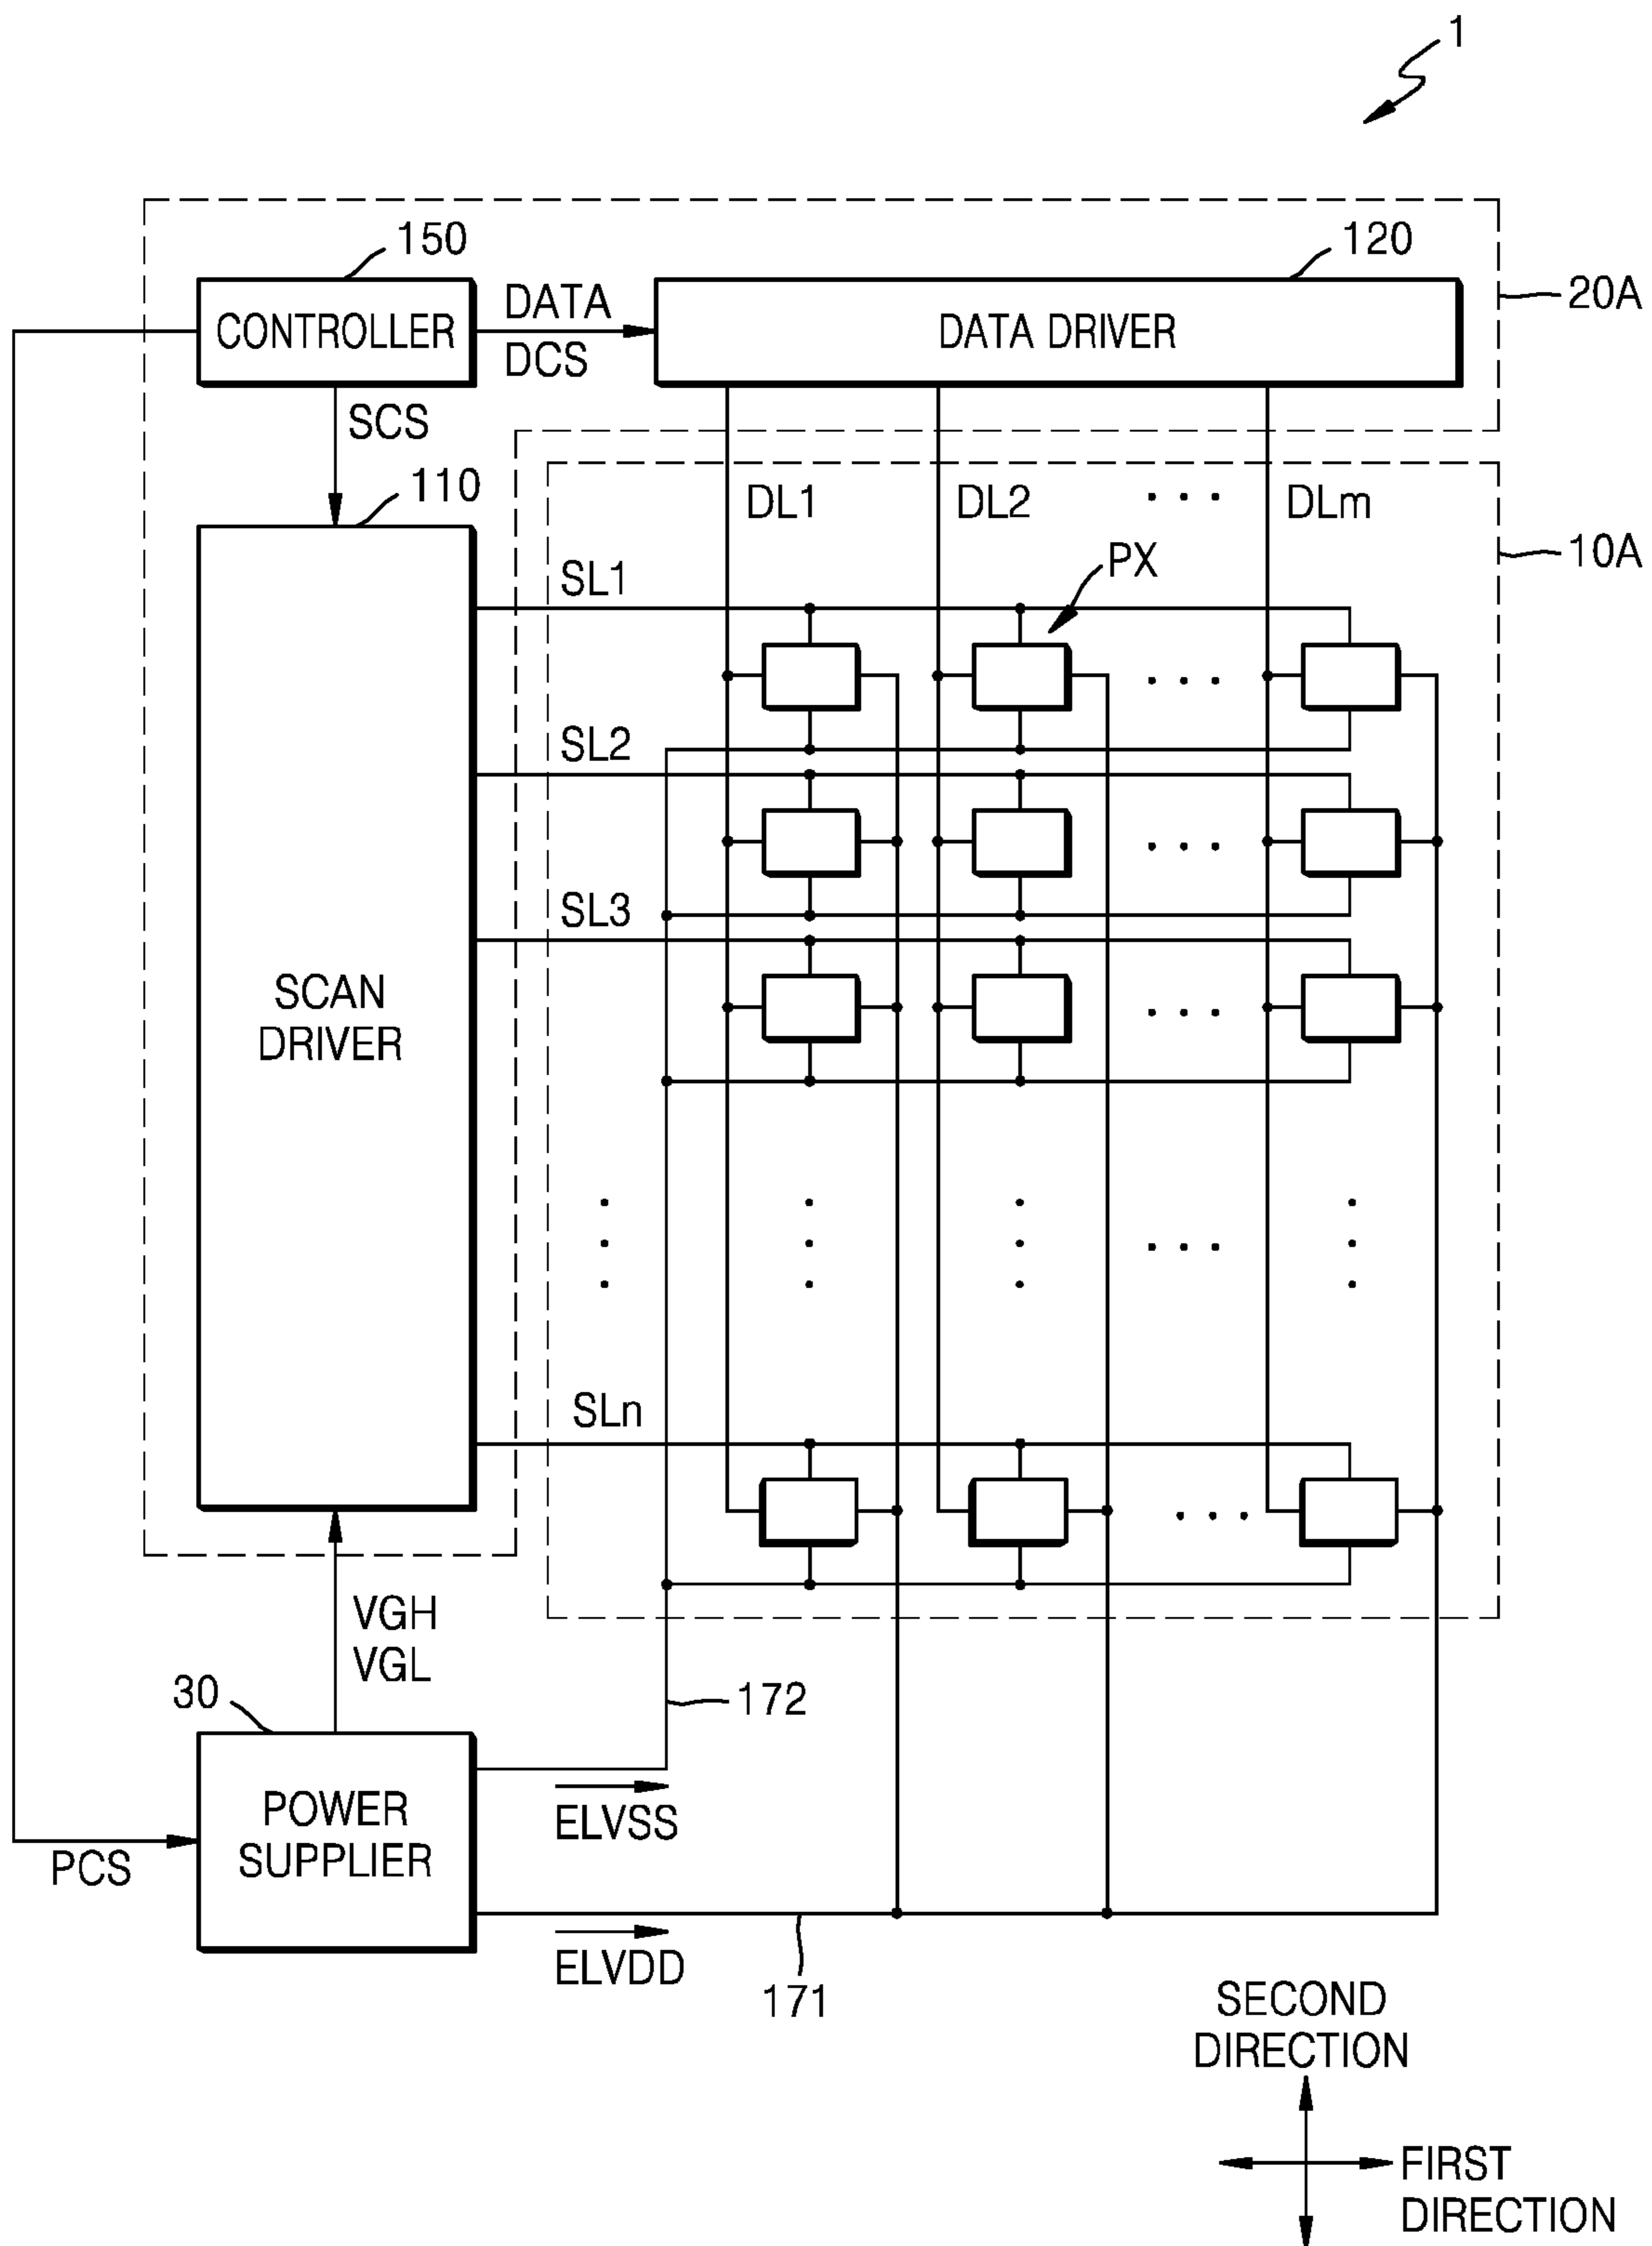 1
150
120
20A
CONTROLLER
DATA
DCS
DATA DRIVER
SCS
110
DL1
DL2
DLm
10A
PX
SL1
SL2
SL3
SCAN
DRIVER
SLn
VGH
VGL
30
172
POWER
SUPPLIER
ELVSS
PCS
ELVDD
171
SECOND
DIRECTION
FIRST
DIRECTION